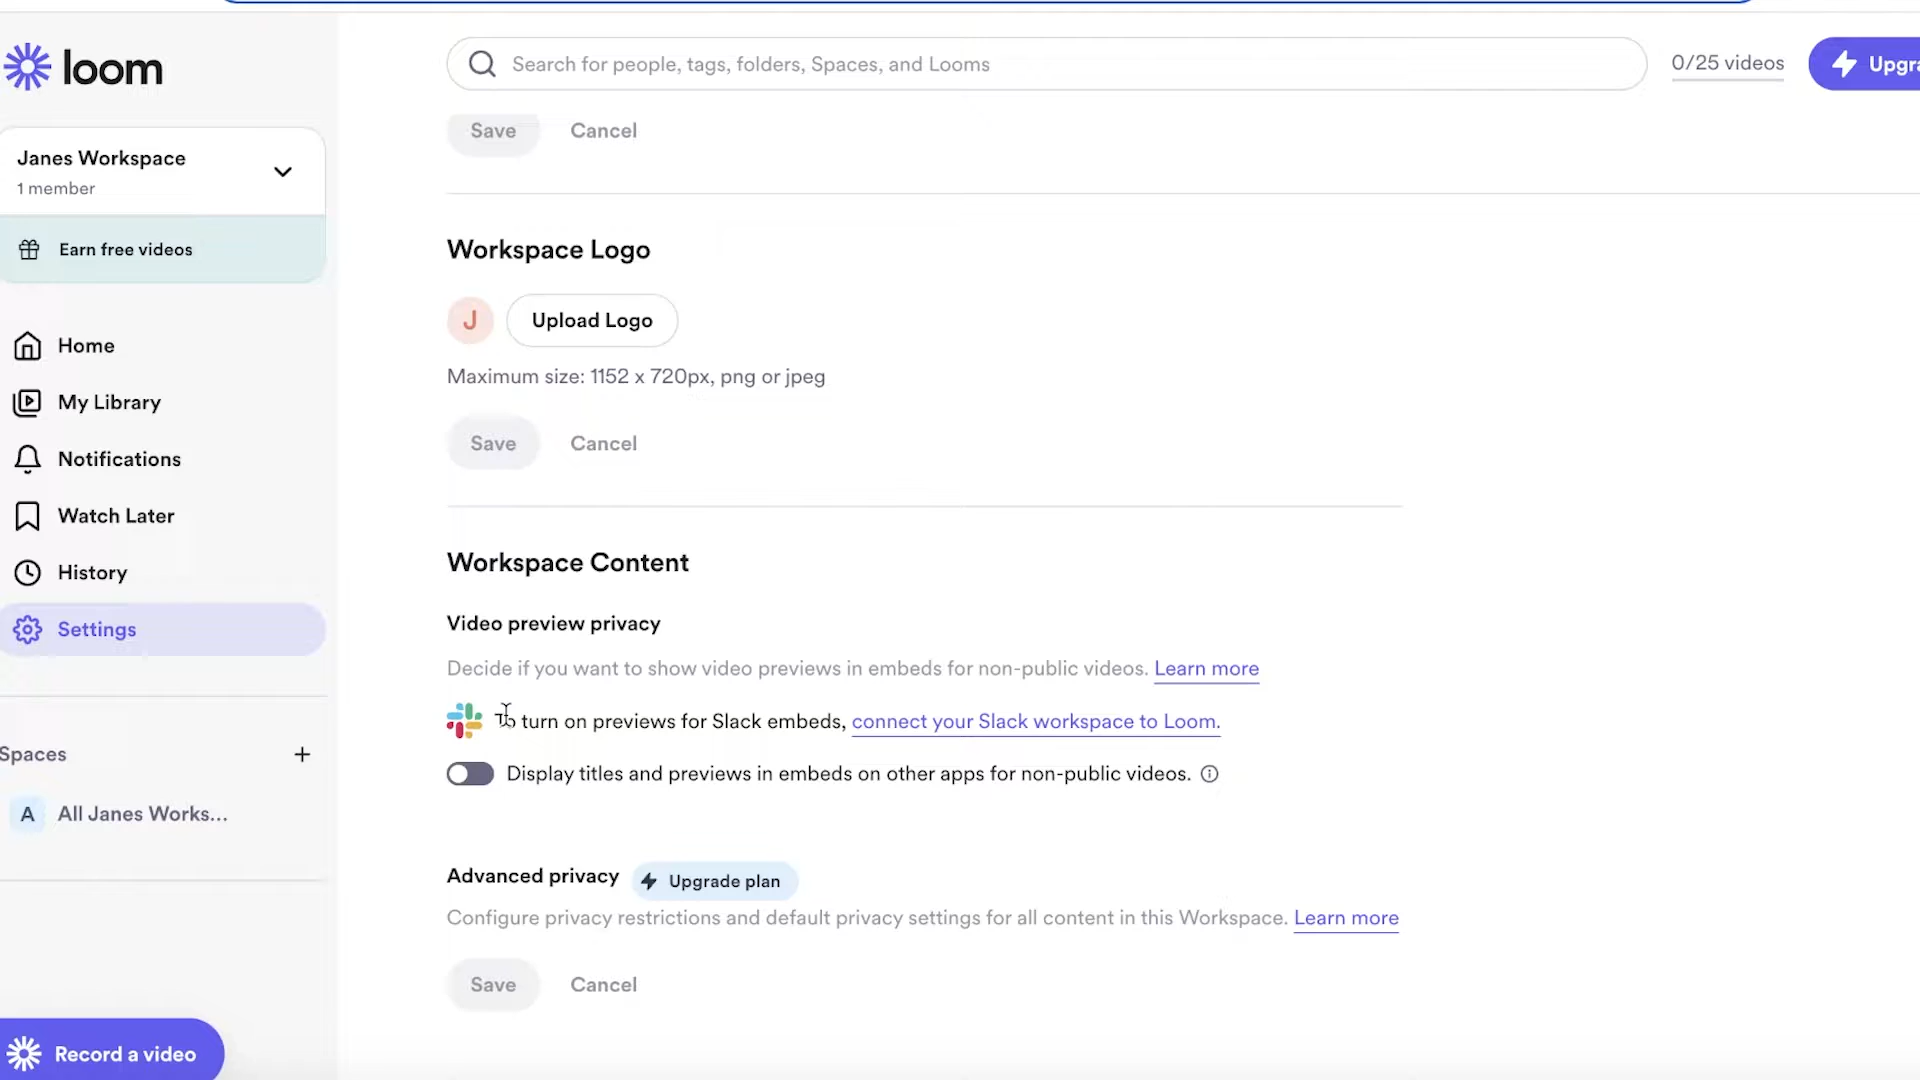 loom
Search for people, tags, folders, Spaces, and Looms
0/25 videos
Upgra
Janes Workspace
1 member
Earn free videos
Home
My Library
Notifications
Watch Later
History
Settings
Spaces
+
A All Janes Works...
Record a video
Save Cancel
Workspace Logo
J Upload Logo
Maximum size: 1152 x 720px, png or jpeg
Save Cancel
Workspace Content
Video preview privacy
Decide if you want to show video previews in embeds for non-public videos. Learn more
To turn on previews for Slack embeds, connect your Slack workspace to Loom.
Display titles and previews in embeds on other apps for non-public videos.
Advanced privacy Upgrade plan
Configure privacy restrictions and default privacy settings for all content in this Workspace. Learn more
Save Cancel